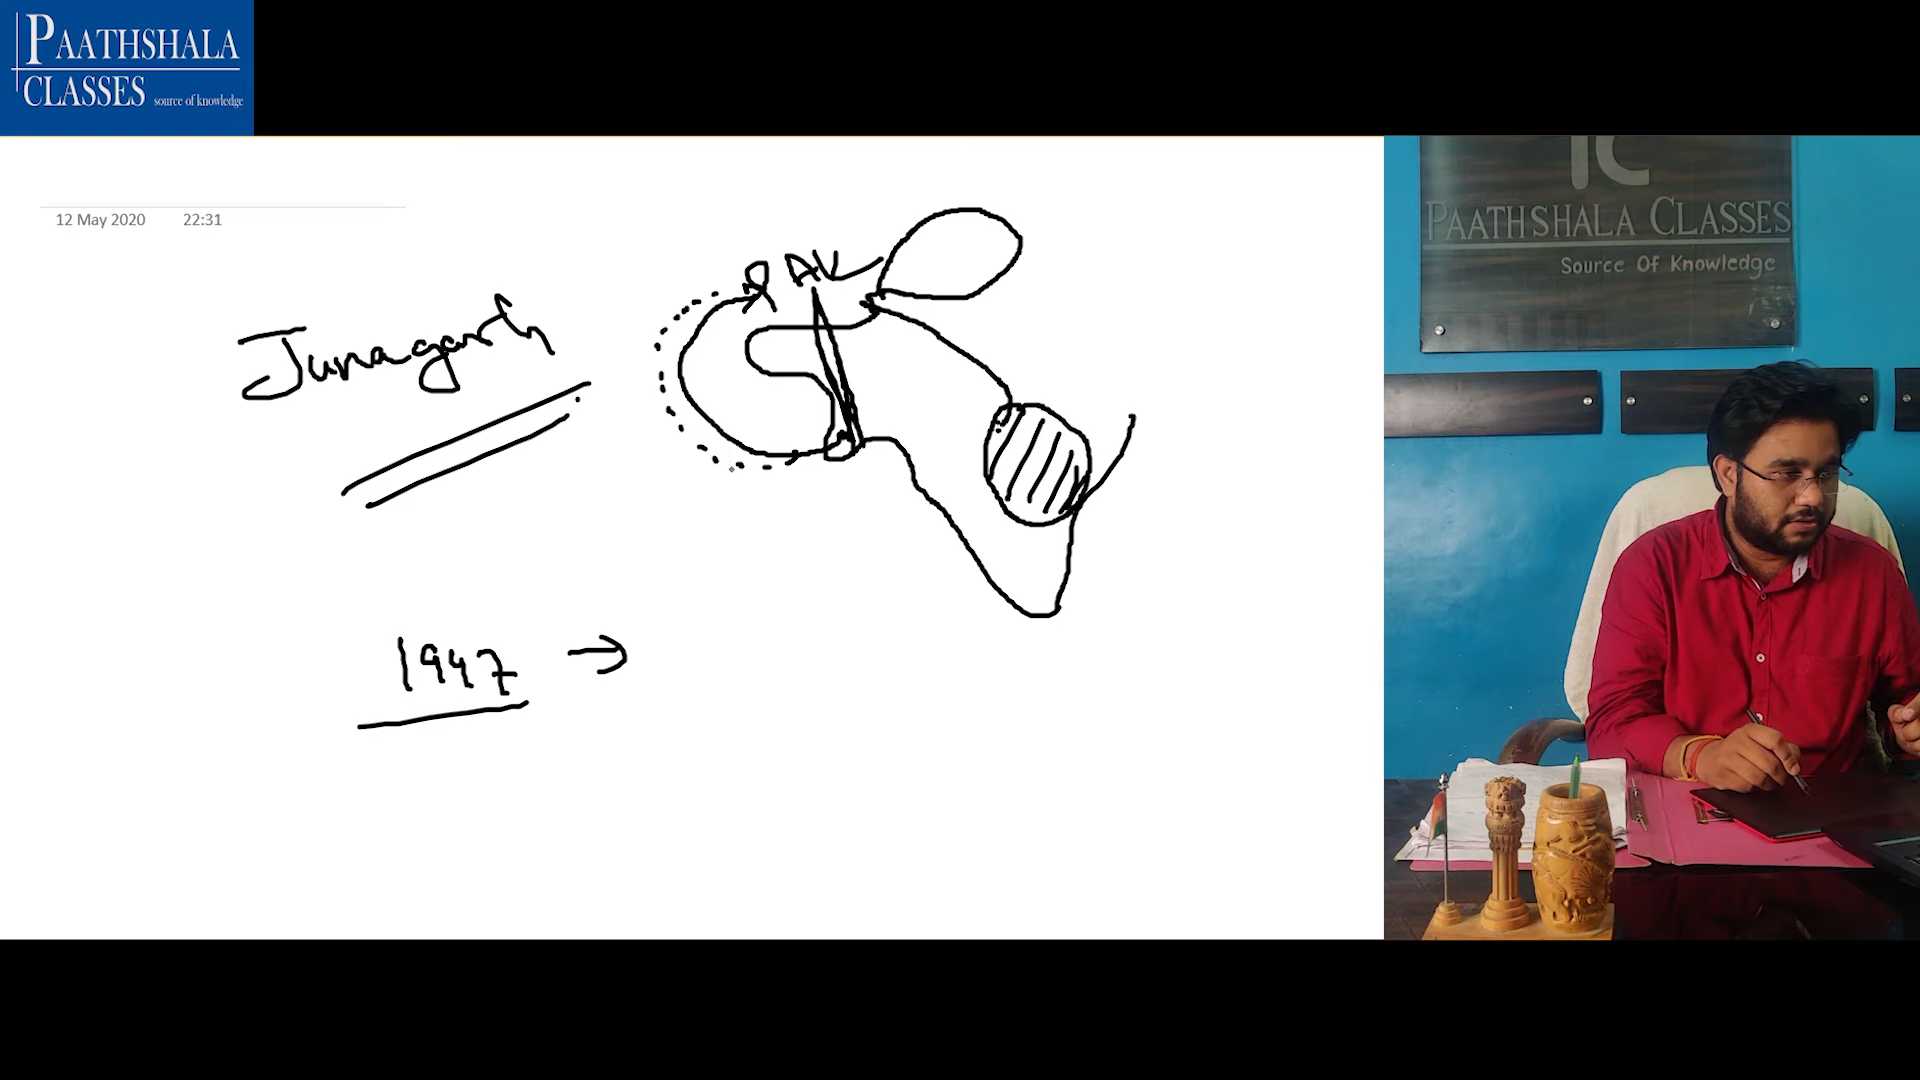 PAATHSHALA
CLASSES source of knowledge
12 May 2020 22:31
PAK
Junagarh
1947 →
PAATHSHALA CLASSES
Source Of Knowledge